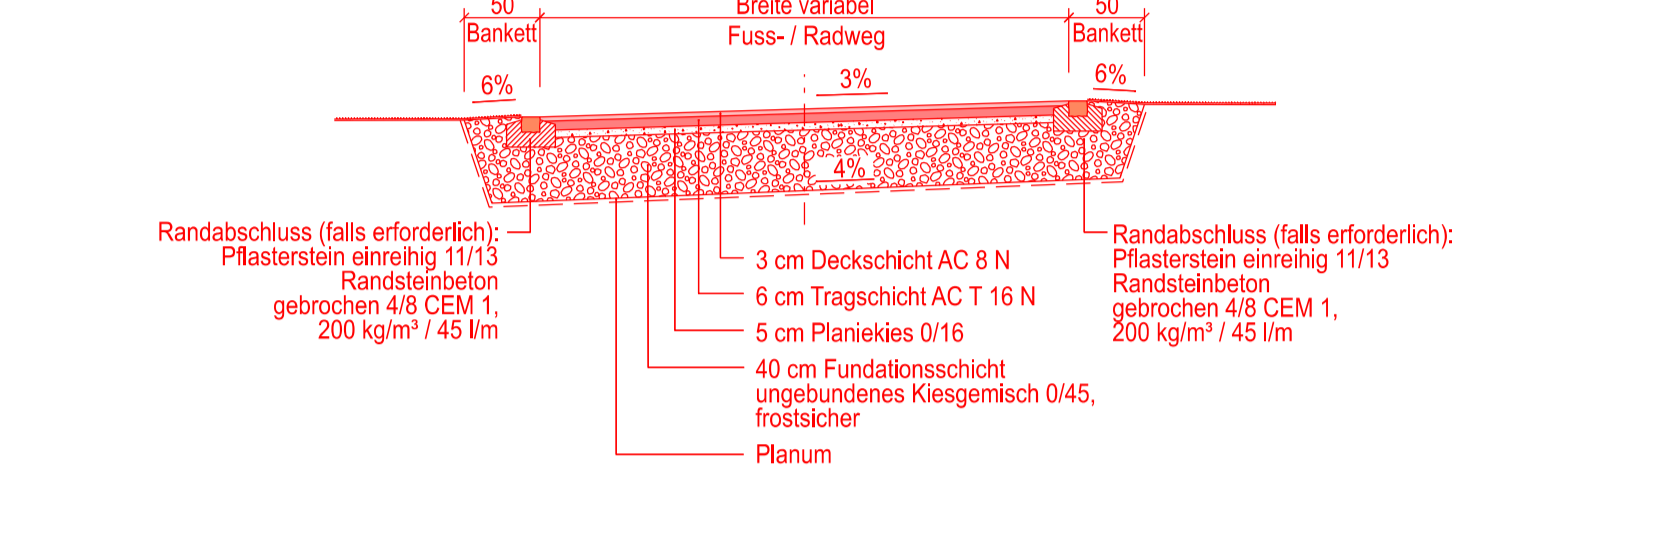 50
Breite variabel
50
Bankett
Fuss- / Radweg
Bankett
6%
3%
6%
4%
Randabschluss (falls erforderlich):
Pflasterstein einreihig 11/13
Randsteinbeton
gebrochen 4/8 CEM 1,
200 kg/m³ / 45 l/m
Randabschluss (falls erforderlich):
Pflasterstein einreihig 11/13
Randsteinbeton
gebrochen 4/8 CEM 1,
200 kg/m³ / 45 l/m
3 cm Deckschicht AC 8 N
6 cm Tragschicht AC T 16 N
5 cm Planiekies 0/16
40 cm Fundationsschicht
ungebundenes Kiesgemisch 0/45,
frostsicher
Planum